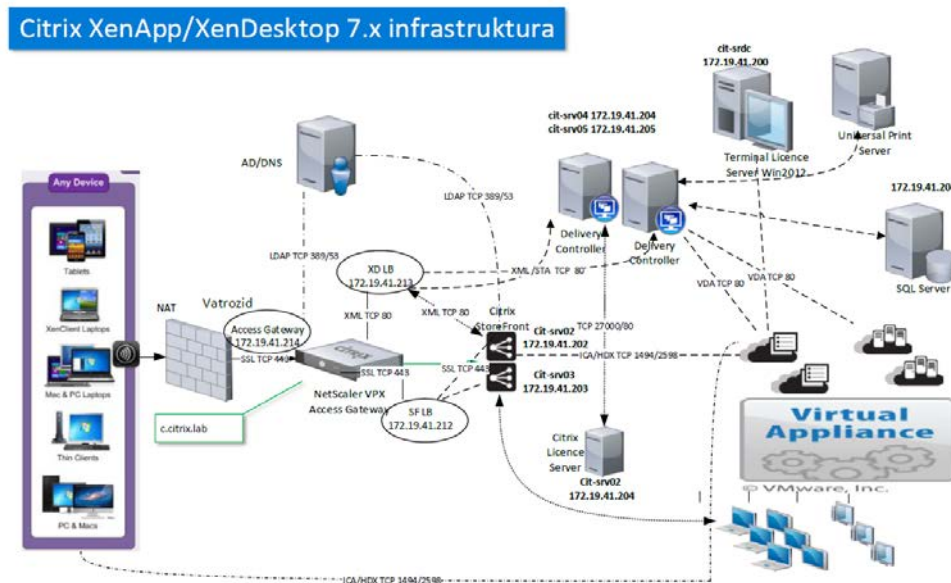 Citrix XenApp/XenDesktop 7.x infrastruktura
cit-srdc
172.19.41.200
cit-srv04 172.19.41.204
cit-srv05 172.19.41.205
Universal Print
Server
Terminal Licence
Server Win2012
AD/DNS
Any Device
LDAP TCP 389/53
172.19.41.20
Delivery
Controller
Delivery
Controller
Tablets
LDAP TCP 389/53
XD LB
172.19.41.213
XML/STA TCP 80
VDA TCP 80
VDA TCP 80
SQL Server
NAT
Vatrozid
XenClient Laptops
XML TCP 80
XML TCP 80
Citrix
StoreFront
TCP 27000/80
Access Gateway
172.19.41.214
Cit-srv02
172.19.41.202
citrix
SSL TCP 443
SSL TCP 443
SSL TCP 443
ICA/HDX TCP 1494/2598
Cit-srv03
172.19.41.203
Mac & PC Laptops
NetScaler VPX
Access Gateway
SF LB
172.19.41.212
c.citrix.lab
Virtual
Appliance
Citrix
Licence
Server
Thin Clients
Cit-srv02
172.19.41.204
© VMware, Inc.
PC & Macs
ICA/HDX TCP 1494/2598